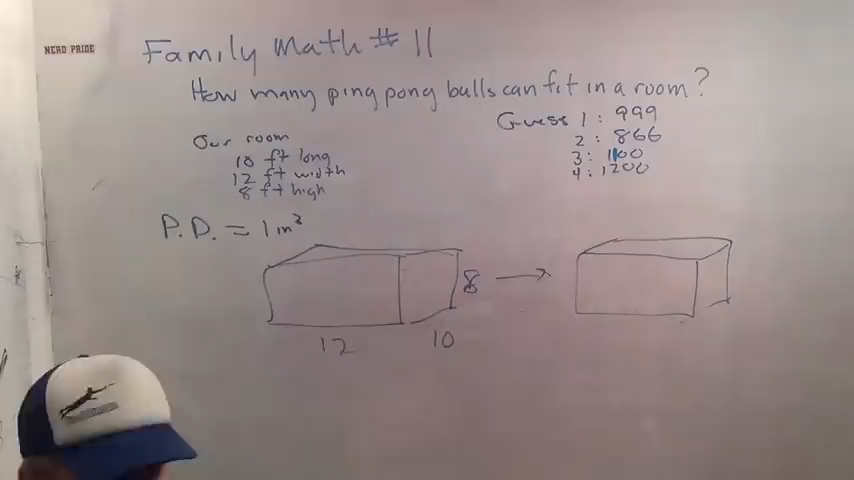 NERD PRIDE
Family Math # 11
How many ping pong balls can fit in a room?
Our room
10 ft long
12 ft width
8 ft high
Guess 1: 999
2: 866
3: 1100
4: 1200
P.D. = 1 in³
8
12
10